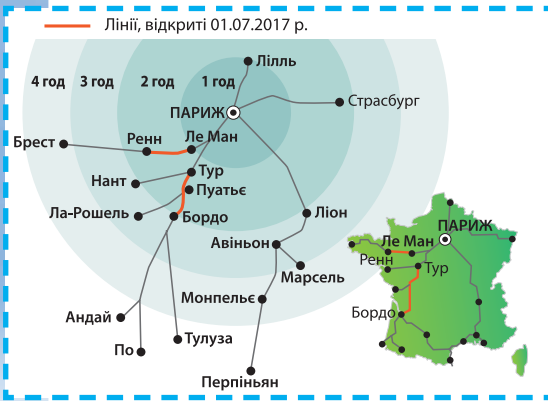 Лінії, відкриті 01.07.2017 р.
4 год 3 год 2 год 1 год
Лілль
Страсбург
ПАРИЖ
Брест
Ренн
Ле Ман
Тур
Нант
Пуатьє
Ла-Рошель
Бордо
Ліон
Авіньон
Марсель
Монпельє
Андай
По
Тулуза
Перпіньян
ПАРИЖ
Ле Ман
Ренн
Тур
Бордо